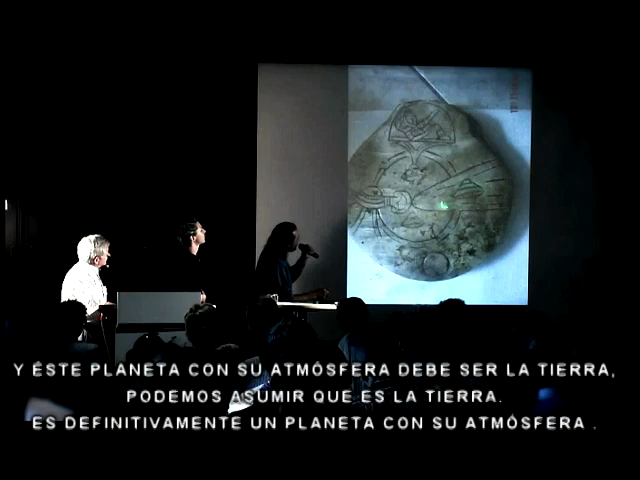 Y ÉSTE PLANETA CON SU ATMÓSFERA DEBE SER LA TIERRA,
PODEMOS ASUMIR QUE ES LA TIERRA.
ES DEFINITIVAMENTE UN PLANETA CON SU ATMÓSFERA .